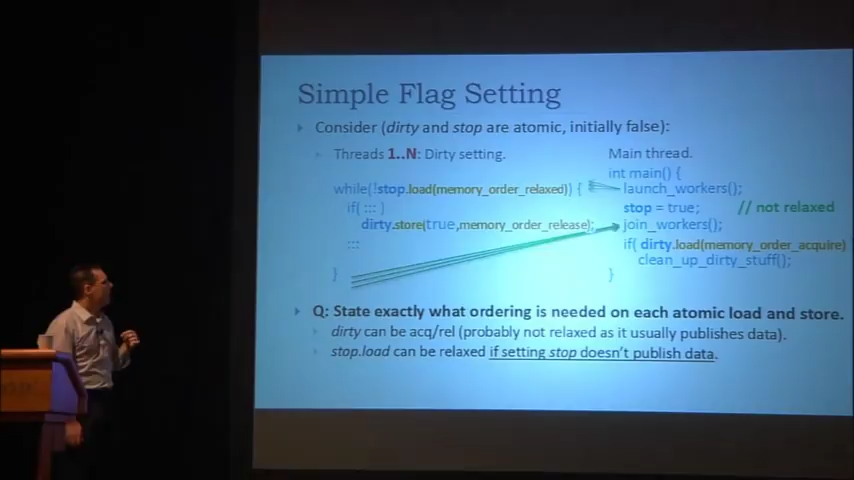 Simple Flag Setting
Consider (dirty and stop are atomic, initially false):
Threads 1..N: Dirty setting.
while(!stop.load(memory_order_relaxed)) {
if( ::: )
dirty.store(true,memory_order_release);
:::
}
Main thread.
int main() {
launch_workers();
stop = true; // not relaxed
join_workers();
if( dirty.load(memory_order_acquire)
clean_up_dirty_stuff();
}
Q: State exactly what ordering is needed on each atomic load and store.
dirty can be acq/rel (probably not relaxed as it usually publishes data).
stop.load can be relaxed if setting stop doesn't publish data.